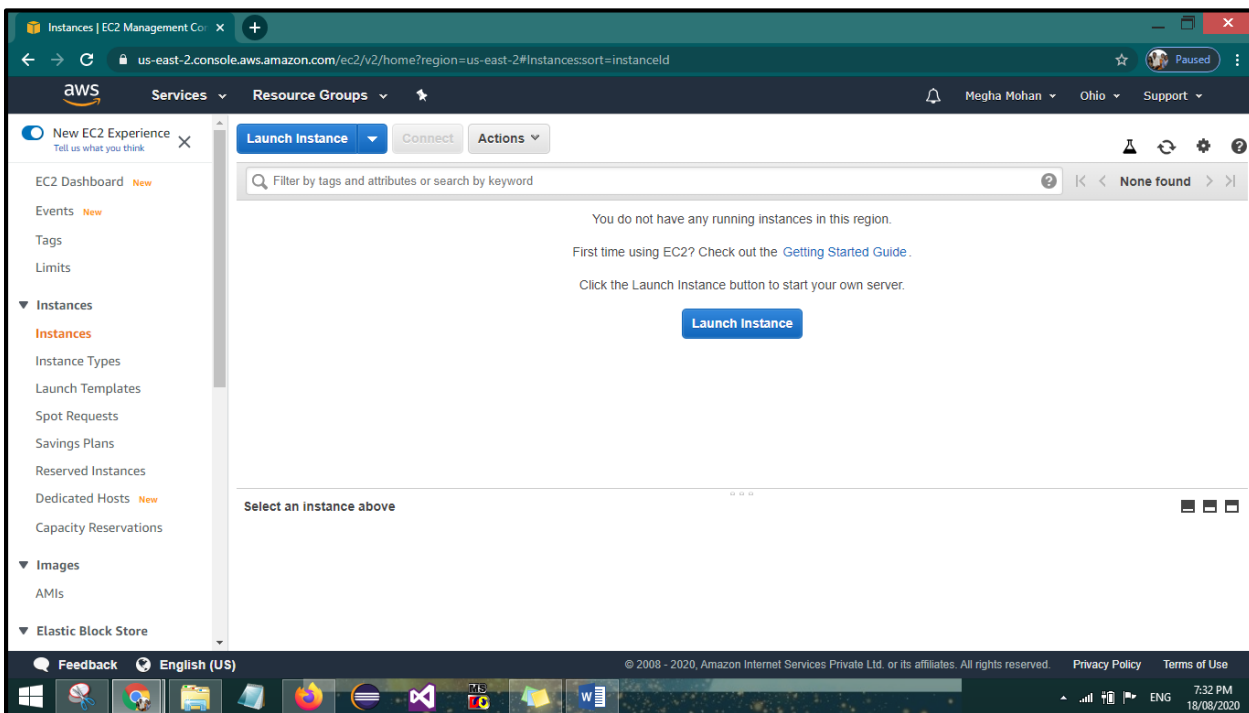 Instances | EC2 Management Cor
us-east-2.console.aws.amazon.com/ec2/v2/home?region=us-east-2#Instances:sort=instanceId
Paused
aws Services Resource Groups Megha Mohan Ohio Support
New EC2 Experience
Tell us what you think
Launch Instance Connect Actions
EC2 Dashboard New
Filter by tags and attributes or search by keyword
None found
Events New
Tags
Limits
Instances
Instances
Instance Types
Launch Templates
Spot Requests
Savings Plans
Reserved Instances
Dedicated Hosts New
Capacity Reservations
Images
AMIs
Elastic Block Store
You do not have any running instances in this region.
First time using EC2? Check out the Getting Started Guide.
Click the Launch Instance button to start your own server.
Launch Instance
Select an instance above
Feedback English (US) © 2008 - 2020, Amazon Internet Services Private Ltd. or its affiliates. All rights reserved. Privacy Policy Terms of Use
ENG
7:32 PM
18/08/2020